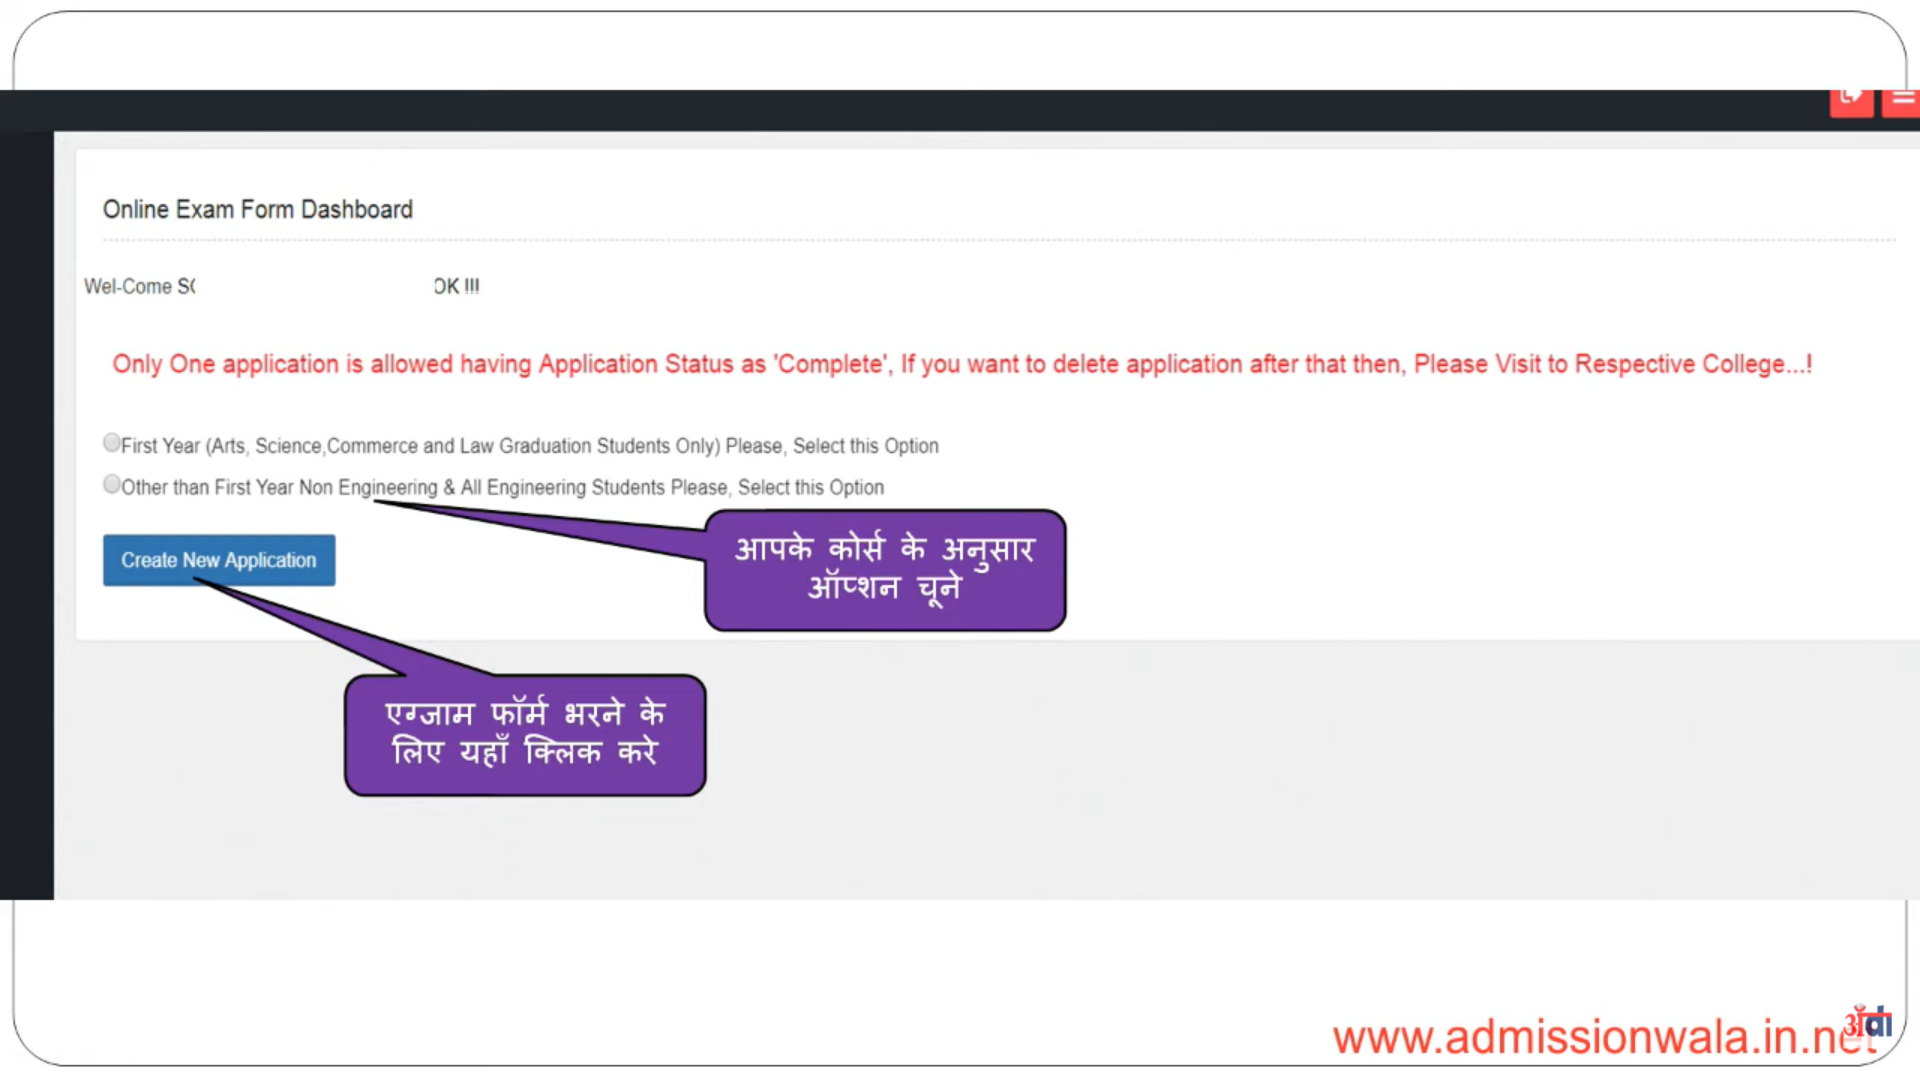 Online Exam Form Dashboard
Wel-Come OK !!!
Only One application is allowed having Application Status as 'Complete', If you want to delete application after that then, Please Visit to Respective College...!
First Year (Arts, Science,Commerce and Law Graduation Students Only) Please, Select this Option
Other than First Year Non Engineering & All Engineering Students Please, Select this Option
Create New Application
आपके कोर्स के अनुसार
ऑप्शन चूने
एग्जाम फॉर्म भरने के
लिए यहाँ क्लिक करे
www.admissionwala.in.net